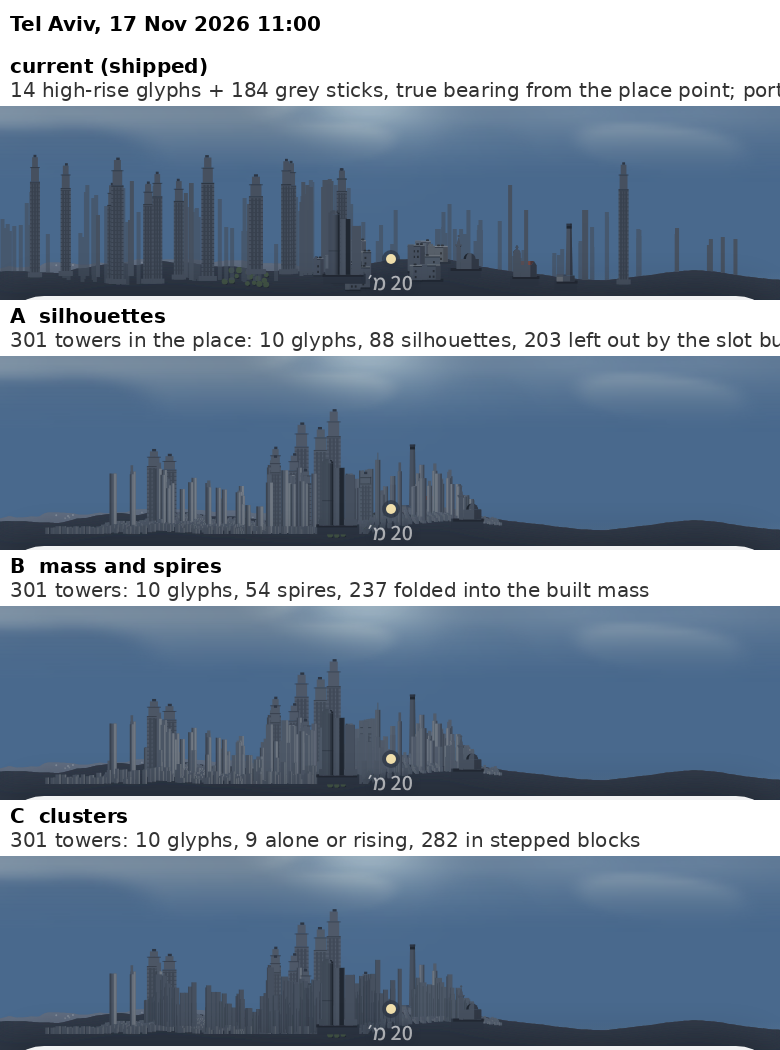 Tel Aviv, 17 Nov 2026 11:00
current (shipped)
14 high-rise glyphs + 184 grey sticks, true bearing from the place point;
20 מ'
A silhouettes
301 towers in the place: 10 glyphs, 88 silhouettes, 203 left out by the slot
20 מ'
B mass and spires
301 towers: 10 glyphs, 54 spires, 237 folded into the built mass
20 מ'
C clusters
301 towers: 10 glyphs, 9 alone or rising, 282 in stepped blocks
20 מ'